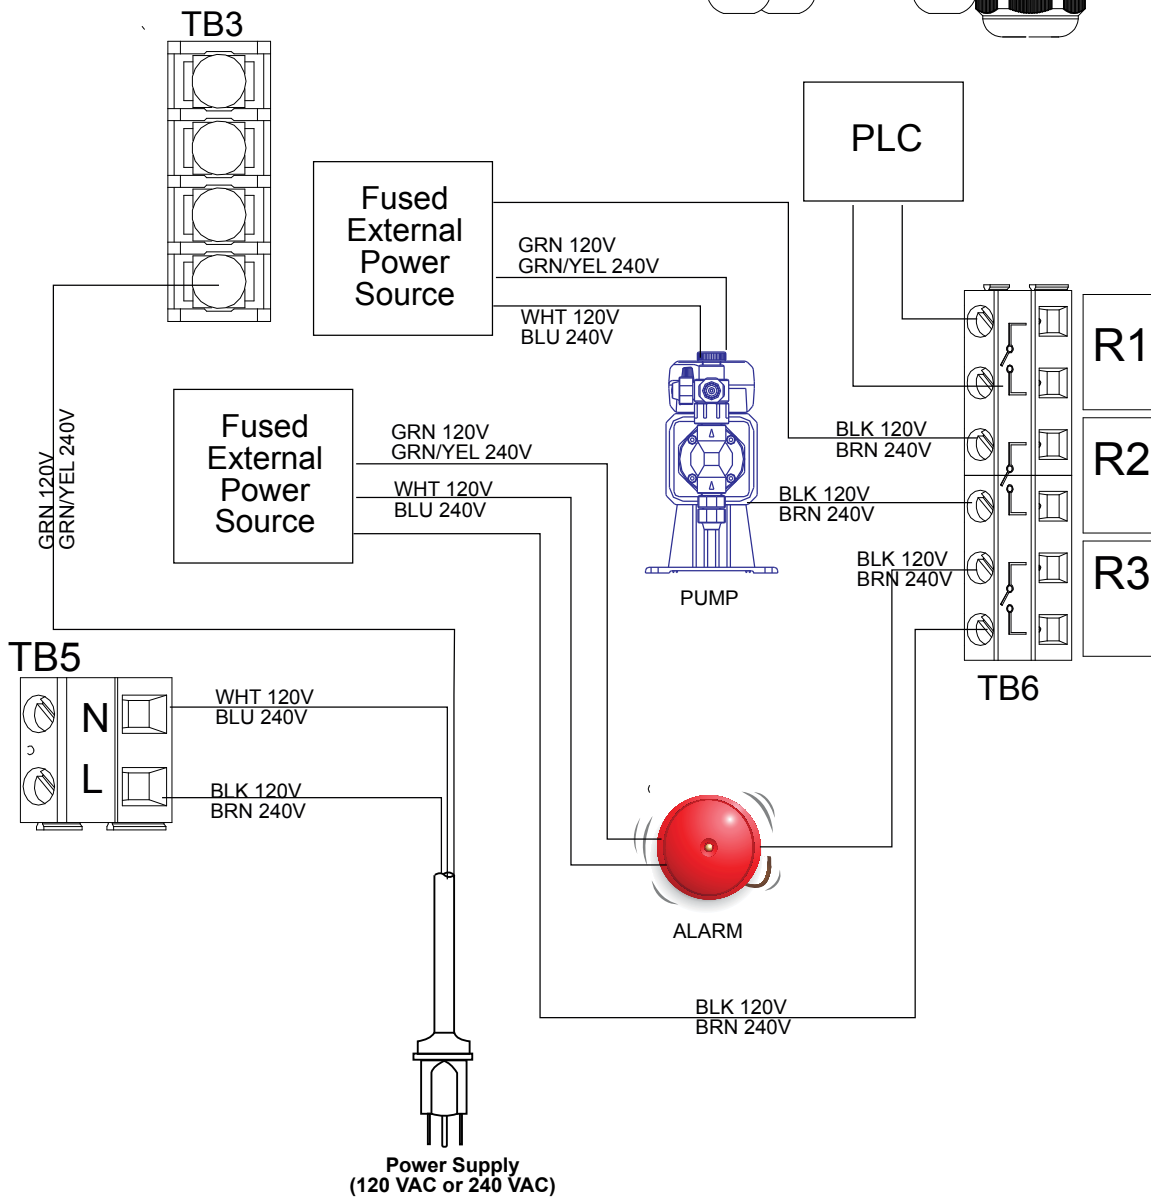 TB3
PLC
Fused
External
Power
Source
GRN 120V
GRN/YEL 240V
WHT 120V
BLU 240V
R1
R2
R3
BLK 120V
BRN 240V
BLK 120V
BRN 240V
BLK 120V
BRN 240V
TB6
PUMP
Fused
External
Power
Source
GRN 120V
GRN/YEL 240V
WHT 120V
BLU 240V
GRN 120V
GRN/YEL 240V
TB5
N
L
WHT 120V
BLU 240V
BLK 120V
BRN 240V
ALARM
BLK 120V
BRN 240V
Power Supply
(120 VAC or 240 VAC)